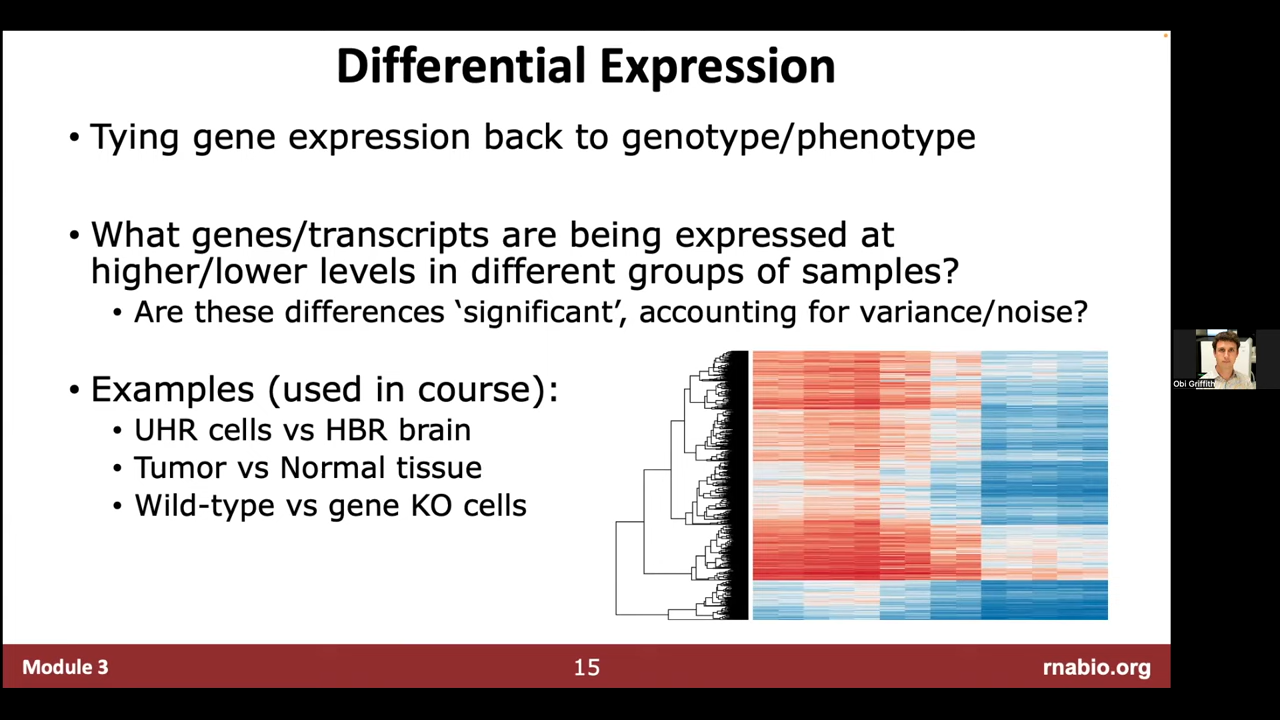 Differential Expression
• Tying gene expression back to genotype/phenotype
• What genes/transcripts are being expressed at
higher/lower levels in different groups of samples?
• Are these differences ‘significant’, accounting for variance/noise?
• Examples (used in course):
• UHR cells vs HBR brain
• Tumor vs Normal tissue
• Wild-type vs gene KO cells
Obi Griffith
Module 3
15
rnabio.org